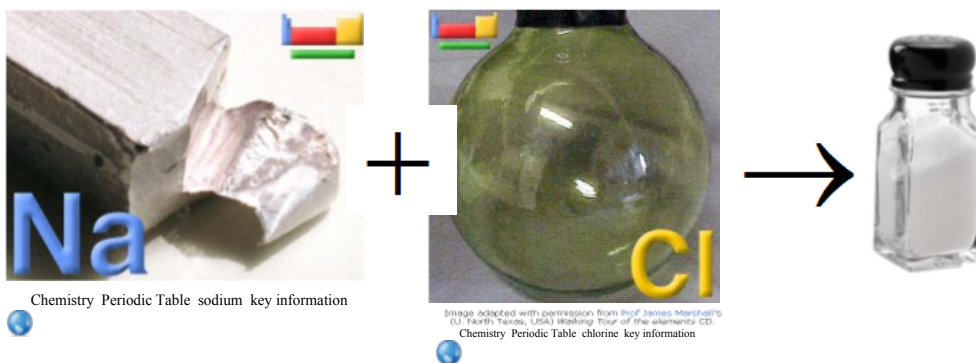 Na
+
Cl
→
Chemistry Periodic Table sodium key information
Image adapted with permission from Prof James Marshall's
(U. North Texas, USA) Walking Tour of the elements CD.
Chemistry Periodic Table chlorine key information